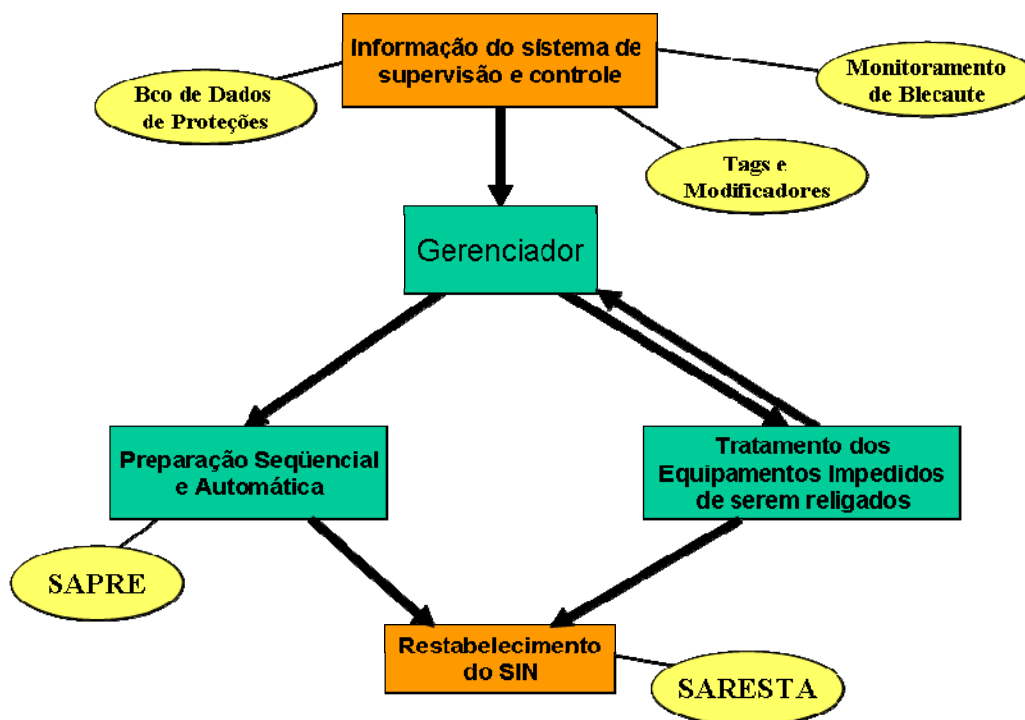 Informação do sistema de
supervisão e controle
Bco de Dados
de Proteções
Monitoramento
de Blecaute
Tags e
Modificadores
Gerenciador
Preparação Seqüencial
e Automática
Tratamento dos
Equipamentos Impedidos
de serem religados
SAPRE
Restabelecimento
do SIN
SARESTA